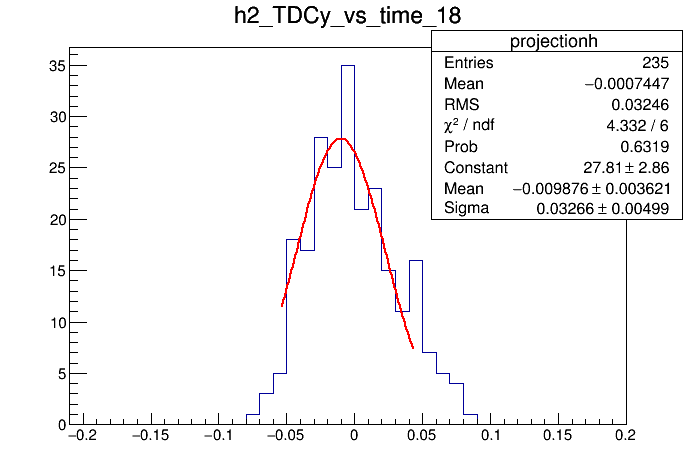 h2_TDCy_vs_time_18
projectionh
Entries 235
Mean −0.0007447
RMS 0.03246
χ² / ndf 4.332 / 6
Prob 0.6319
Constant 27.81 ± 2.86
Mean −0.009876 ± 0.003621
Sigma 0.03266 ± 0.00499
35
30
25
20
15
10
5
0
−0.2 −0.15 −0.1 −0.05 0 0.05 0.1 0.15 0.2